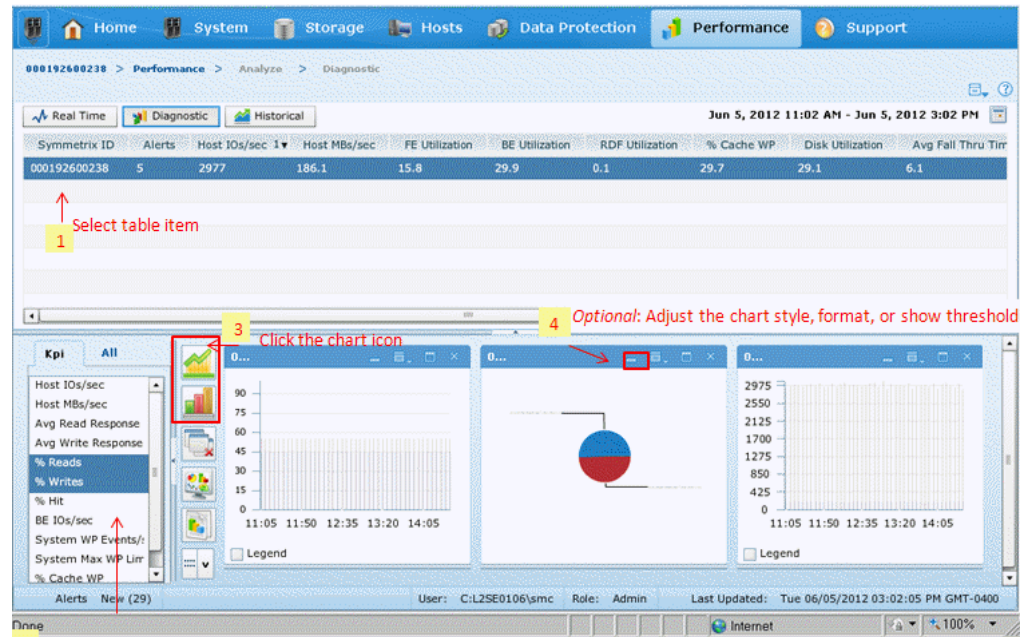 Home System Storage Hosts Data Protection Performance Support
000192600238 > Performance > Analyze > Diagnostic
Real Time Diagnostic Historical Jun 5, 2012 11:02 AM - Jun 5, 2012 3:02 PM
Symmetrix ID Alerts Host IOs/sec 1 Host MBs/sec FE Utilization BE Utilization RDF Utilization % Cache WP Disk Utilization Avg Fall Thru Tim
000192600238 5 2977 186.1 15.8 29.9 0.1 29.7 29.1 6.1
Select table item
1
3
Click the chart icon
4
Optional: Adjust the chart style, format, or show threshold
Kpi All
Host IOs/sec
Host MBs/sec
Avg Read Response
Avg Write Response
% Reads
% Writes
% Hit
BE IOs/sec
System WP Events/s
System Max WP Lim
% Cache WP
0...
90
75
60
45
30
15
0
11:05 11:50 12:35 13:20 14:05
Legend
0...
0...
2975
2550
2125
1700
1275
850
425
0
11:05 11:50 12:35 13:20 14:05
Legend
Alerts New (29) User: C:L2SE0106\smc Role: Admin Last Updated: Tue 06/05/2012 03:02:05 PM GMT-0400
Done Internet 100%